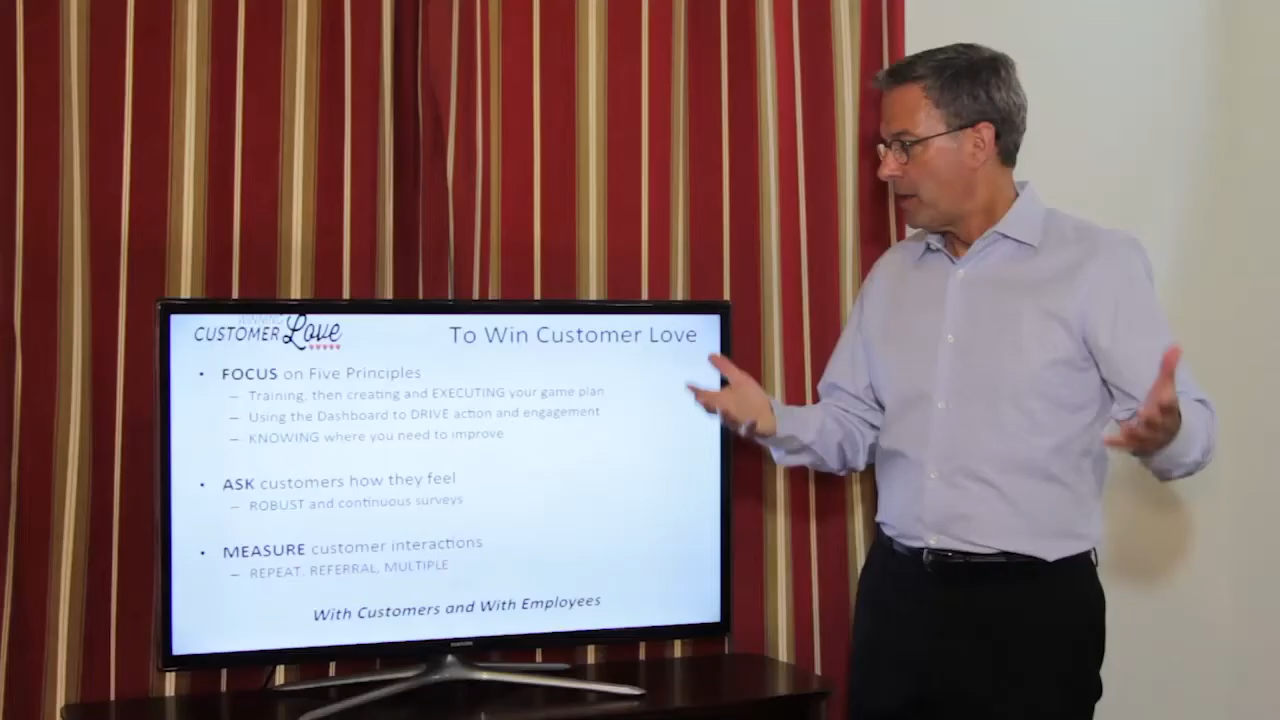 WINNING
CUSTOMER Love
To Win Customer Love
• FOCUS on Five Principles
– Training, then creating and EXECUTING your game plan
– Using the Dashboard to DRIVE action and engagement
– KNOWING where you need to improve
• ASK customers how they feel
– ROBUST and continuous surveys
• MEASURE customer interactions
– REPEAT, REFERRAL, MULTIPLE
With Customers and With Employees
SAMSUNG